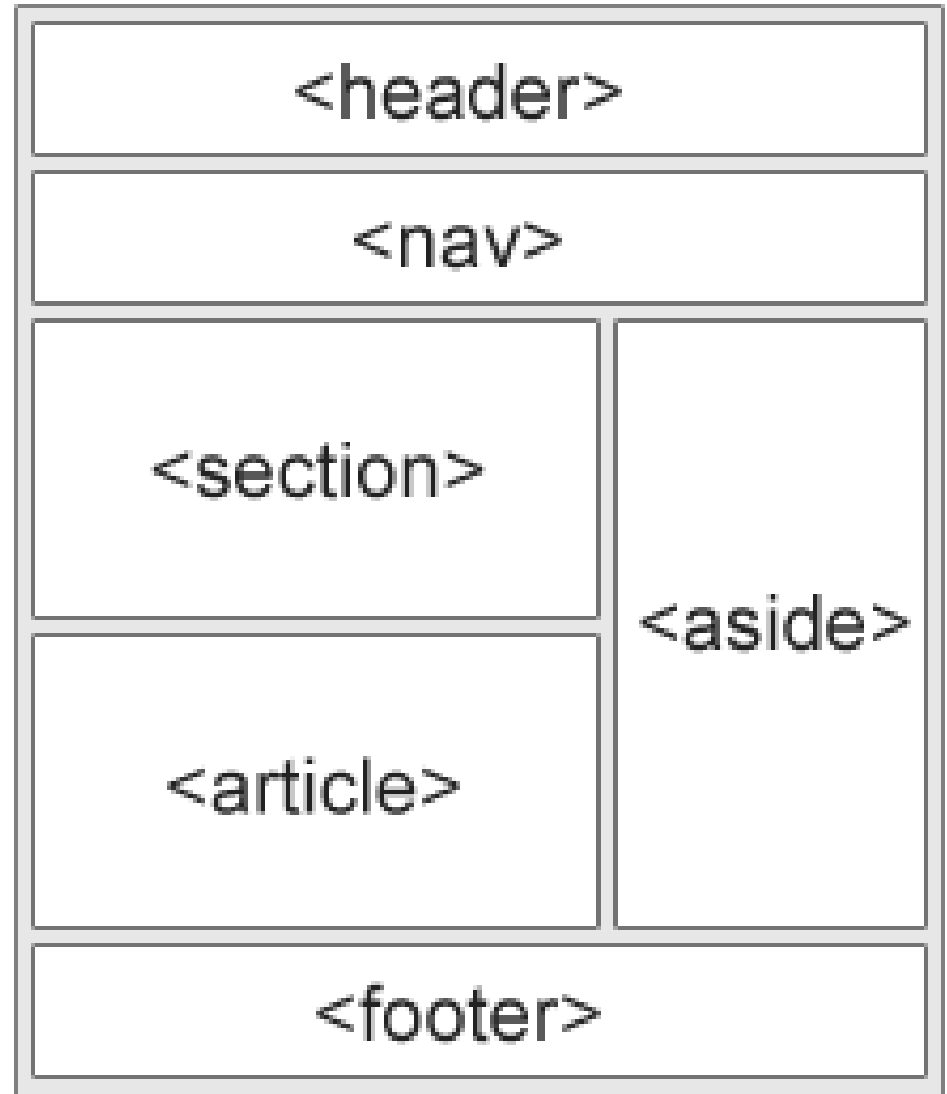 <header>
<nav>
<section>
<aside>
<article>
<footer>